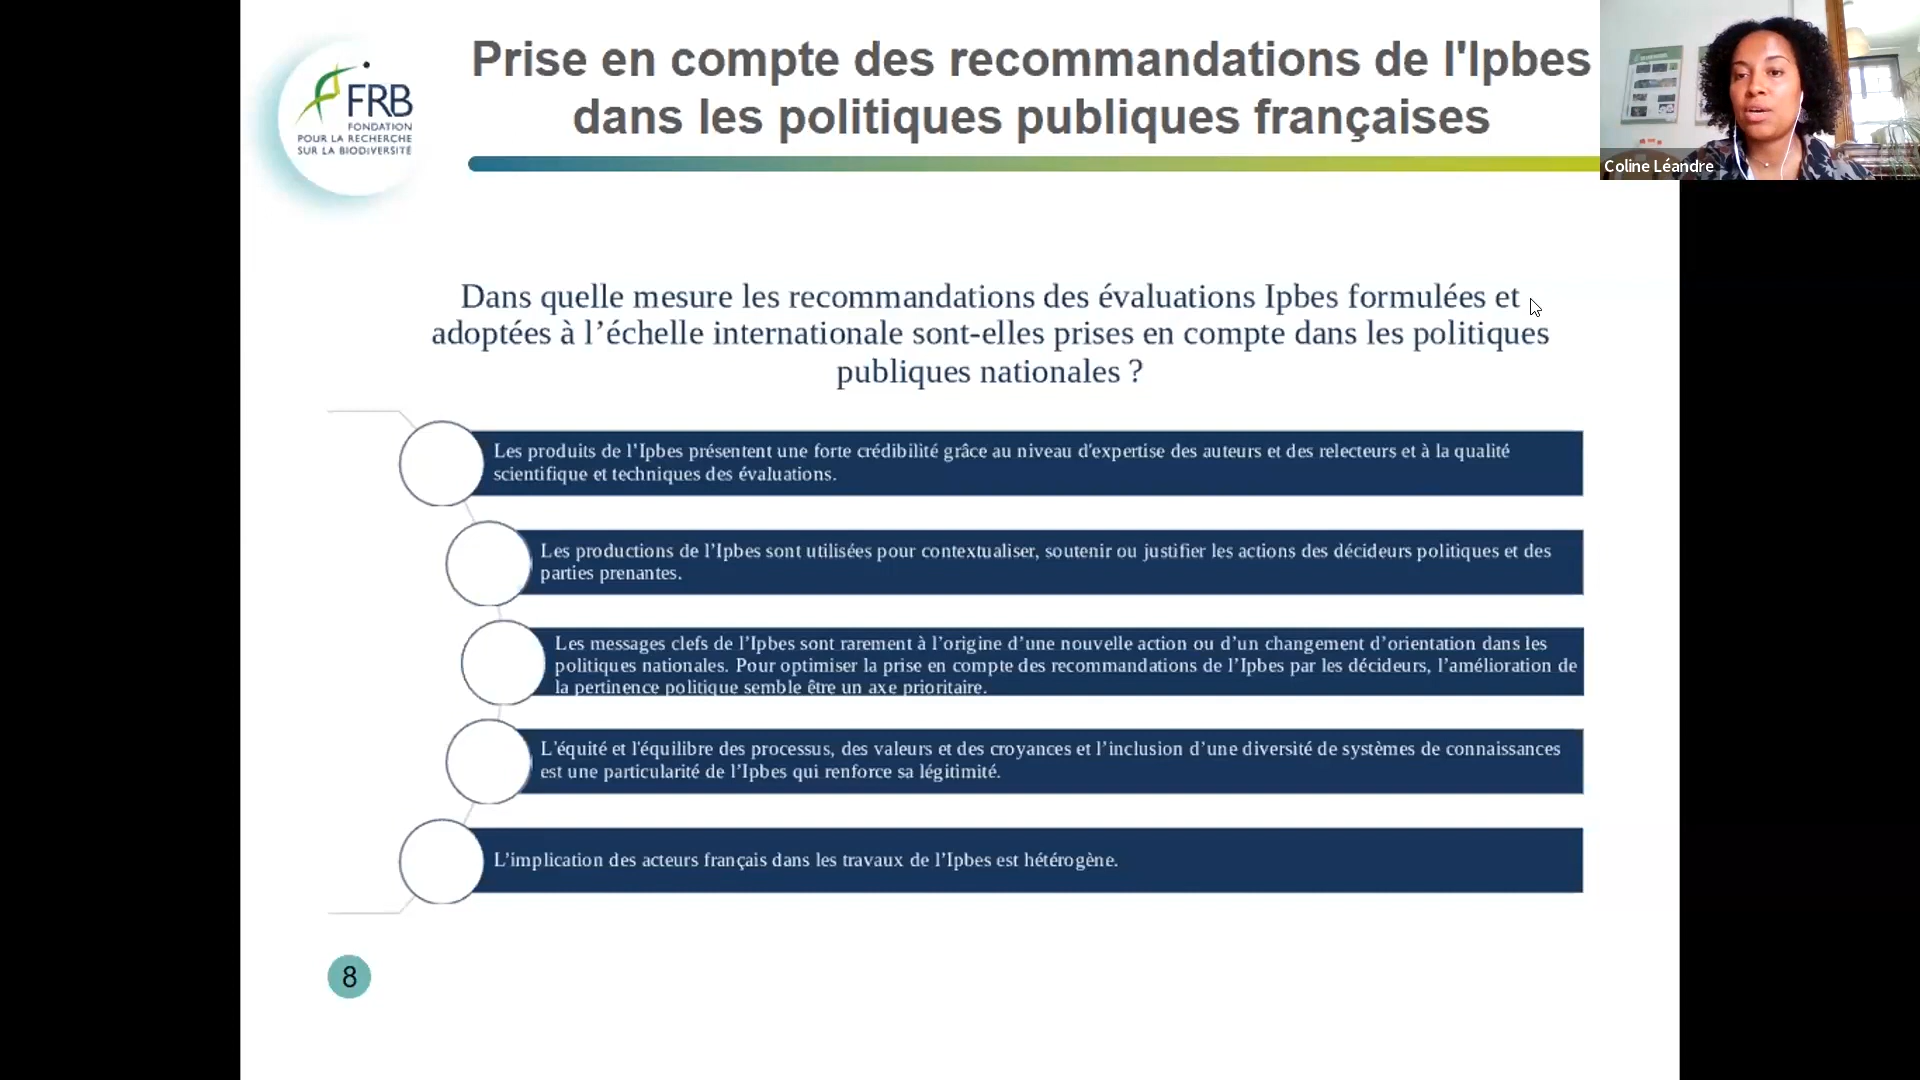 Prise en compte des recommandations de l'Ipbes
dans les politiques publiques françaises
FRB
FONDATION
POUR LA RECHERCHE
SUR LA BIODIVERSITÉ
Coline Léandre
Dans quelle mesure les recommandations des évaluations Ipbes formulées et
adoptées à l’échelle internationale sont-elles prises en compte dans les politiques
publiques nationales ?
Les produits de l’Ipbes présentent une forte crédibilité grâce au niveau d'expertise des auteurs et des relecteurs et à la qualité
scientifique et techniques des évaluations.
Les productions de l’Ipbes sont utilisées pour contextualiser, soutenir ou justifier les actions des décideurs politiques et des
parties prenantes.
Les messages clefs de l’Ipbes sont rarement à l’origine d’une nouvelle action ou d’un changement d’orientation dans les
politiques nationales. Pour optimiser la prise en compte des recommandations de l’Ipbes par les décideurs, l’amélioration de
la pertinence politique semble être un axe prioritaire.
L'équité et l'équilibre des processus, des valeurs et des croyances et l’inclusion d’une diversité de systèmes de connaissances
est une particularité de l’Ipbes qui renforce sa légitimité.
L’implication des acteurs français dans les travaux de l’Ipbes est hétérogène.
8